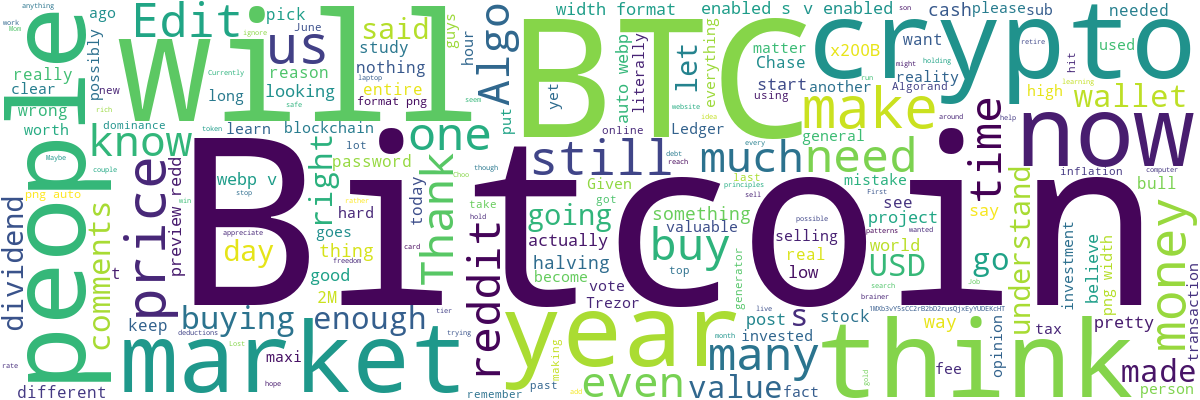 people
ago
Edit
Will
us
pick
June
said
guys
hour
Algo
BTC
width format
enabled s v enabled
son
cash
please
sub
needed
crypto
anything
work
Mom
ignore
possibly
really
clear
new
wrong
worth
rich
Currently
safe
dominance
token
know
Maybe
couple
png auto
study
reason
nothing
looking
long
laptop
entire
format png
seem
learn
blockchain
lot
password
put
yet
auto webp
literally
let
everything
matter
Chase
x200B
start
using
another
reality
Algorand
might
run
holding
want
used
high
hit
retire
learning
idea
website
online
Ledger
general
around
help
make
wallet
now
one
still
much
need
time
Bitcoin
price
webp v
win
stop
right
hard
today
Choo
though
take
Thank
hold
Given
got
debt
reach
every
last
principles
sell
mistake
First
see
bull
inflation
computer
going
something
valuable
actually
halving
become
buy
top
selling
possible
patterns
wanted
project
say
world
real
low
USD
go
understand
believe
money
dividend
t
comments
preview redd
day
appreciate
goes
thing
freedom
rather
card
good
2M
reddit
vote
Trezor
live
generator
search
brainer
Job
1WXb3vYSsCC2rB2bD2rusQjxEyYUDEKcHT
investment
png width
transaction
keep
buying
deductions
tier
enough
trying
year
many
month
post
invested
s
stock
way
fee
opinion
tax
pretty
made
rate
different
market
Lost
maxi
hope
remember
past
making
even
add
value
gold
fact
think
person